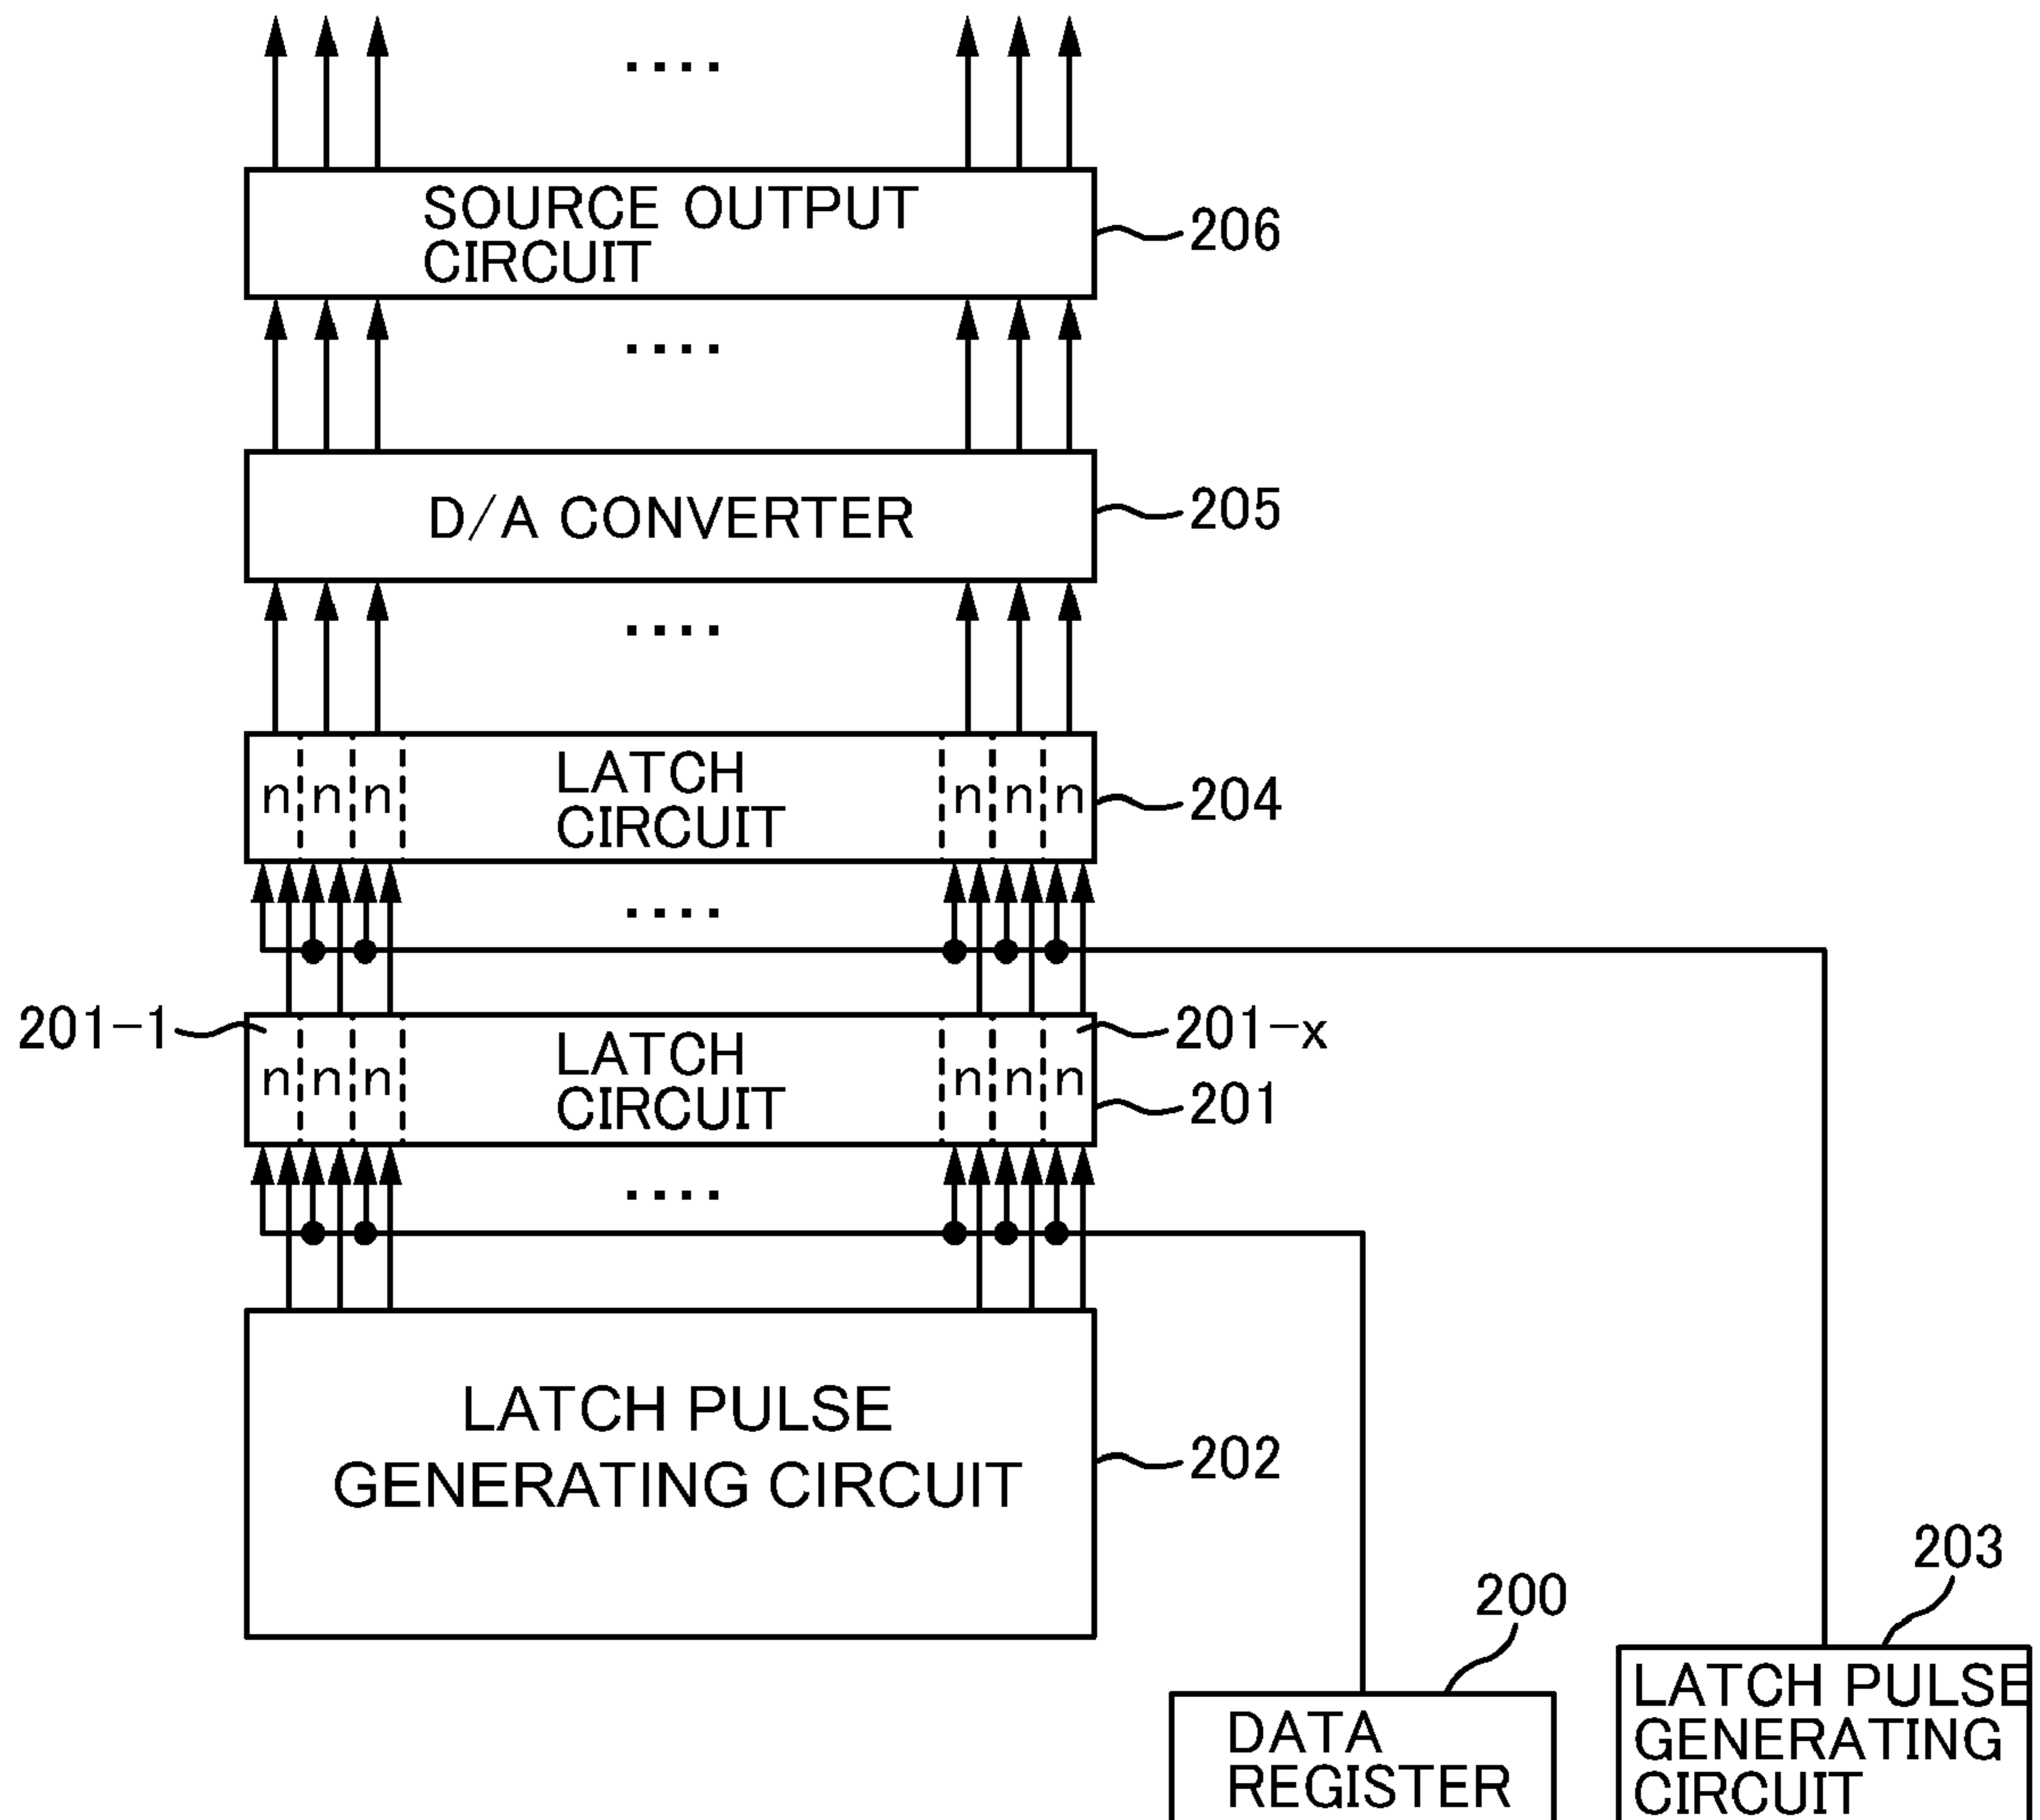 ....
SOURCE OUTPUT
CIRCUIT
206
....
D/A CONVERTER
205
....
n n n LATCH CIRCUIT n n n
204
....
201-1
201-x
n n n LATCH CIRCUIT n n n
201
....
LATCH PULSE
GENERATING CIRCUIT
202
203
200
DATA
REGISTER
LATCH PULSE
GENERATING
CIRCUIT